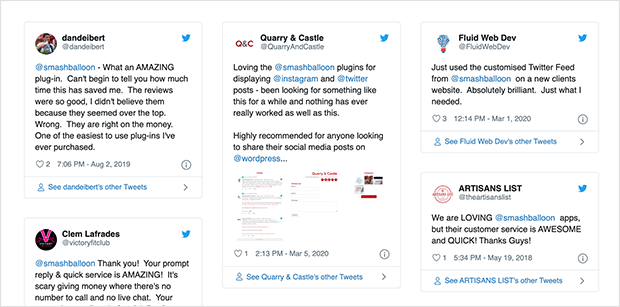 dandeibert
@dandeibert
@smashballoon - What an AMAZING
plug-in. Can't begin to tell you how much
time this has saved me. The reviews
were so good, I didn't believe them
because they seemed over the top.
Wrong. They are right on the money.
One of the easiest to use plug-ins I've
ever purchased.
2 7:06 PM - Aug 2, 2019
See dandeibert's other Tweets
Clem Lafrades
@victoryfitclub
@smashballoon Thank you! Your prompt
reply & quick service is AMAZING! It's
scary giving money where there's no
number to call and no live chat. Your
Q&C
Quarry & Castle
@QuarryAndCastle
Loving the @smashballoon plugins for
displaying @instagram and @twitter
posts - been looking for something like
this for a while and nothing has ever
really worked as well as this.
Highly recommended for anyone looking
to share their social media posts on
@wordpress...
Quarry & Castle
1 2:13 PM - Mar 5, 2020
See Quarry & Castle's other Tweets
Fluid Web Dev
@FluidWebDev
Just used the customised Twitter Feed
from @smashballoon on a new clients
website. Absolutely brilliant. Just what I
needed.
3 12:14 PM - Mar 1, 2020
See Fluid Web Dev's other Tweets
ARTISANS LIST
@theartisanslist
We are LOVING @smashballoon apps,
but their customer service is AWESOME
and QUICK! Thanks Guys!
1 5:34 PM - May 19, 2018
See ARTISANS LIST's other Tweets